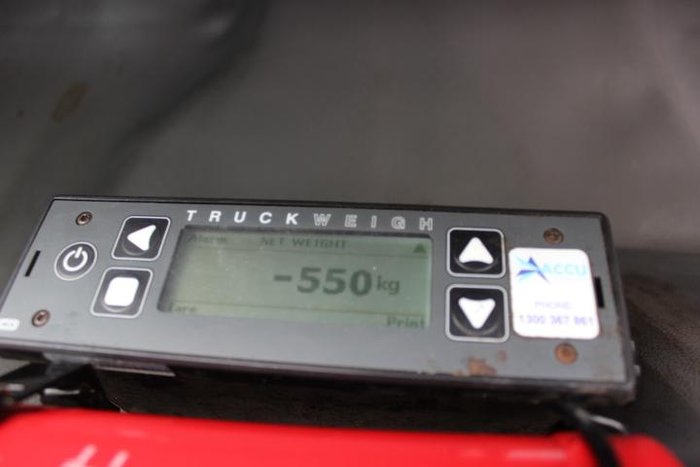 TRUCKWEIGH
Alarm NET WEIGHT
-550kg
Tare Print
ACCU
PHONE
1300 367 861